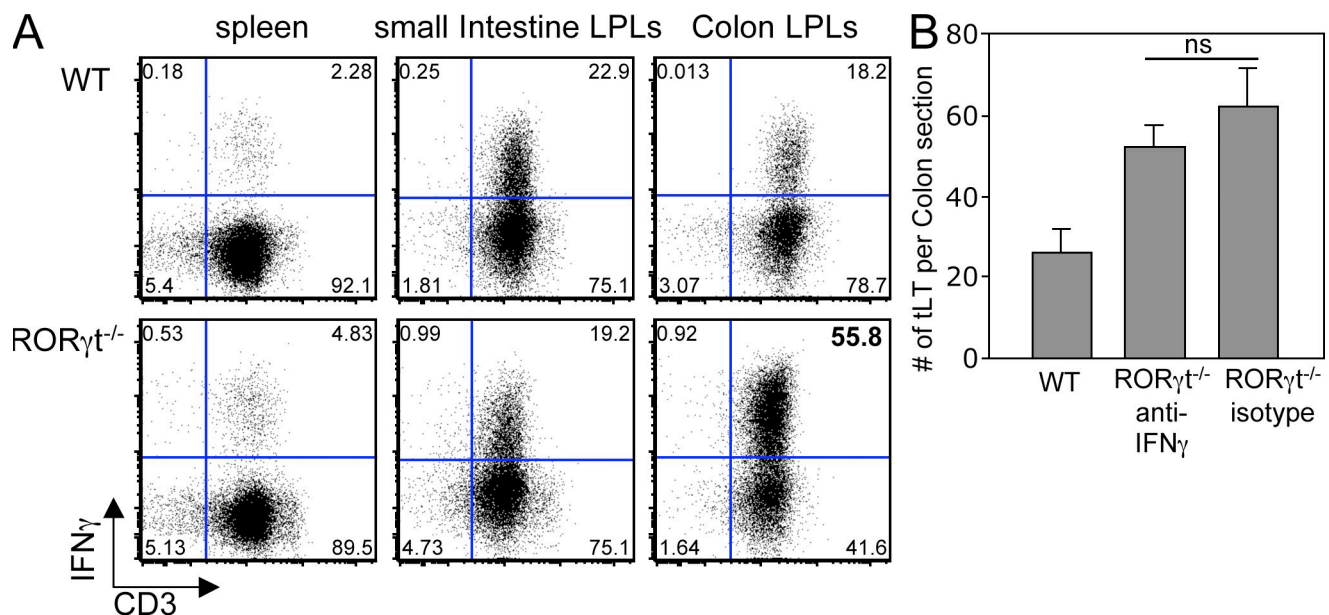 A
spleen
small Intestine LPLs
Colon LPLs
WT
0.18
2.28
5.4
92.1
0.25
22.9
1.81
75.1
0.013
18.2
3.07
78.7
RORγt-/-
0.53
4.83
5.13
89.5
0.99
19.2
4.73
75.1
0.92
55.8
1.64
41.6
IFNγ
CD3
B
# of tLT per Colon section
80
60
40
20
0
ns
WT
RORγt-/-
anti-
IFNγ
RORγt-/-
isotype